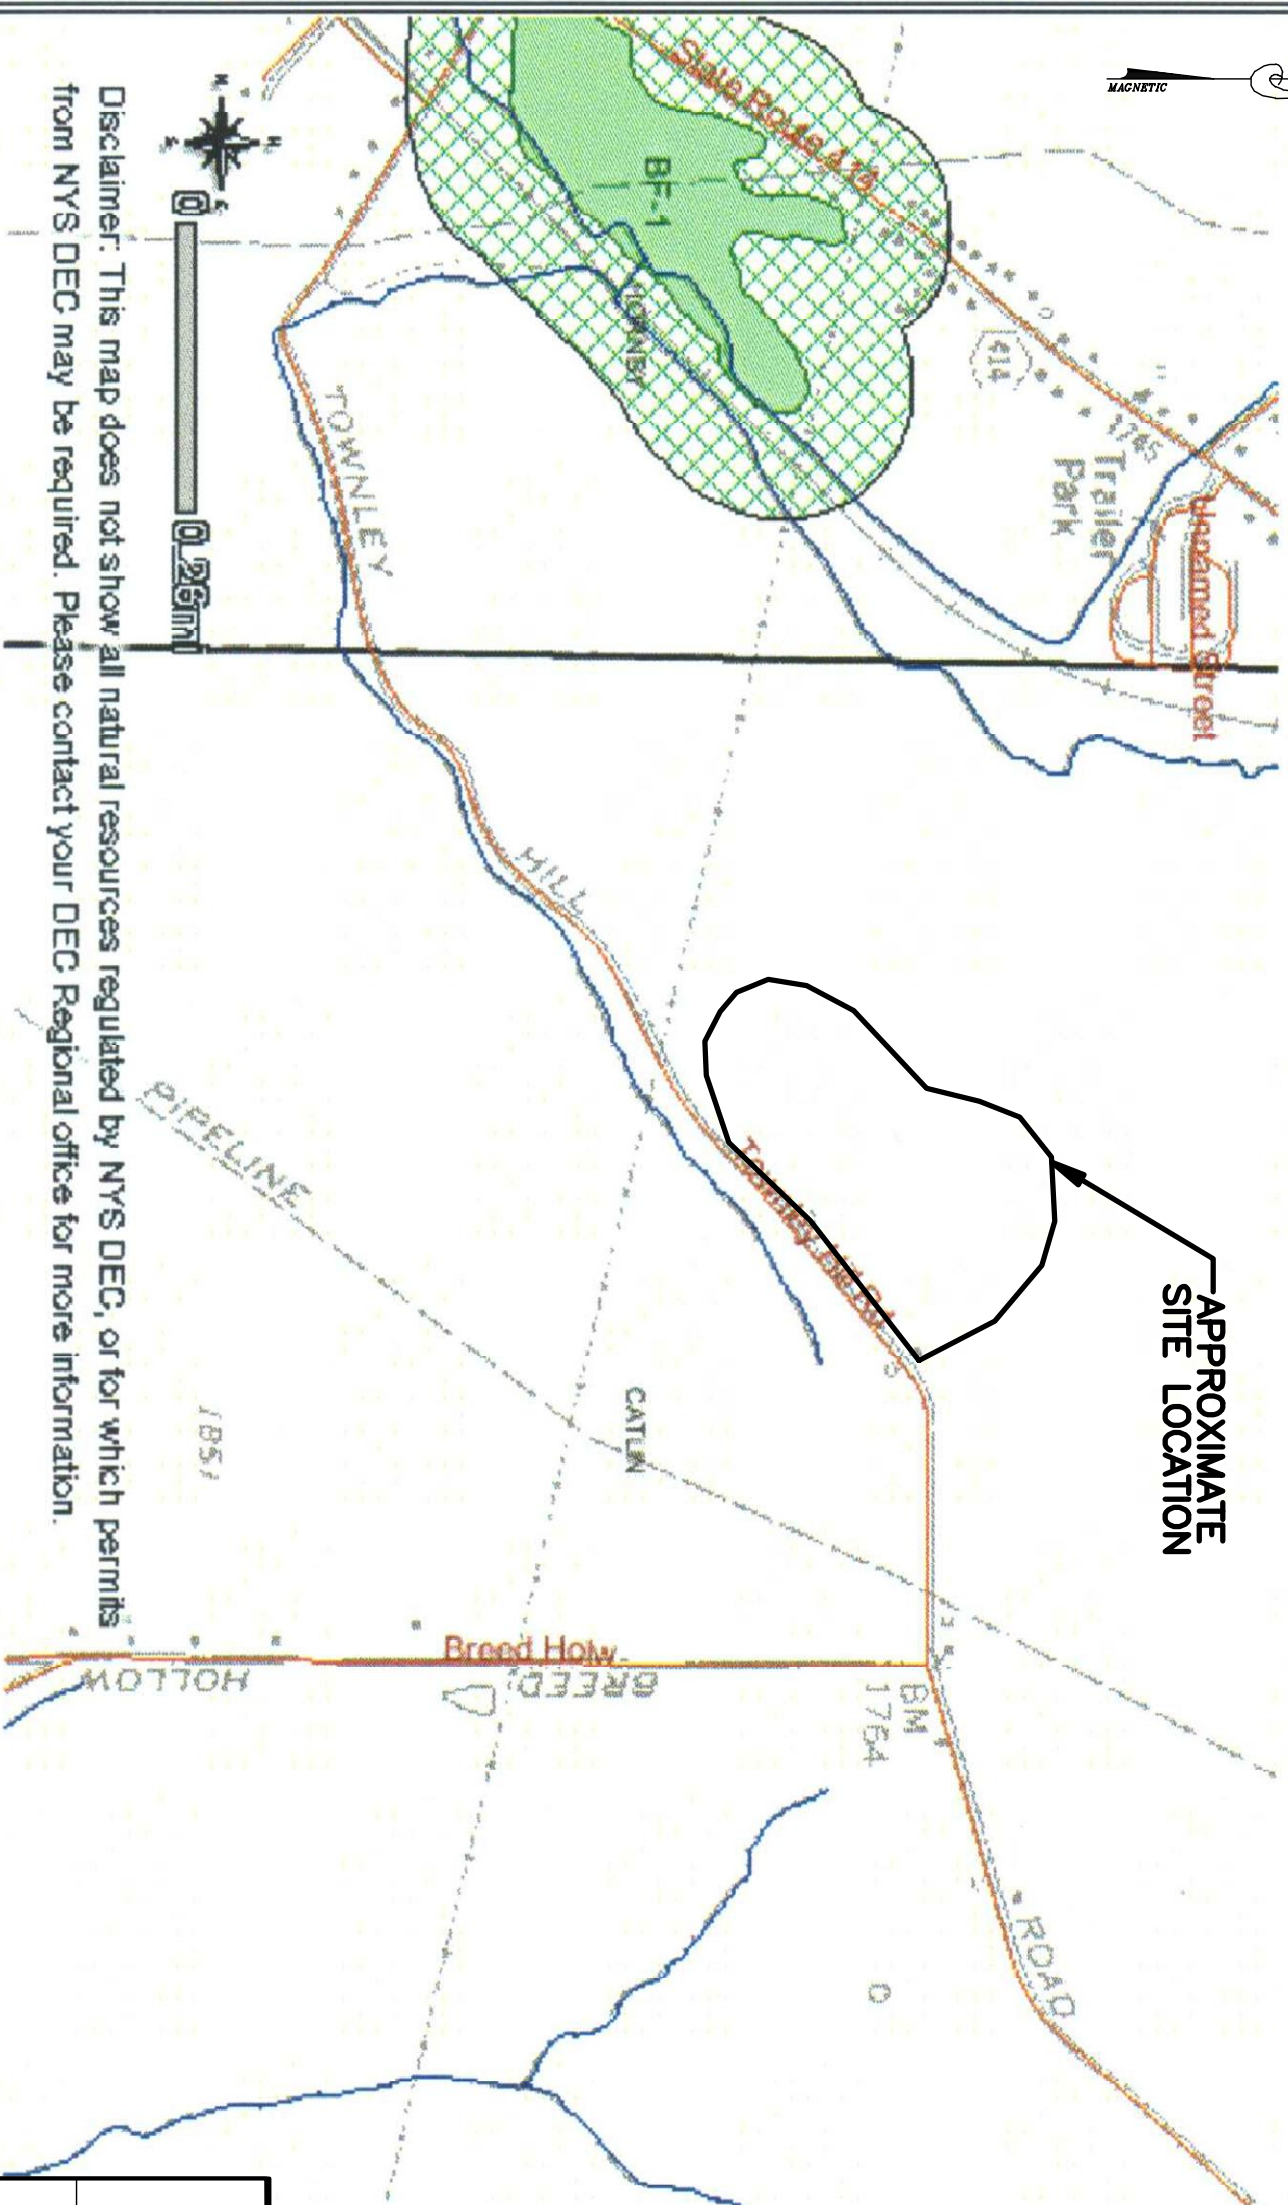 MAGNETIC
State Route 414
BF-1
HORNBY
414
1745
Trailer
Park
Unnamed Street
TOWNLEY
HILL
Townley Hill Rd
APPROXIMATE
SITE LOCATION
CATLIN
PIPELINE
1851
Breed Holw
BREED
HOLLOW
BM
1764
ROAD
0
0.26mi
Disclaimer: This map does not show all natural resources regulated by NYS DEC, or for which permits
from NYS DEC may be required. Please contact your DEC Regional office for more information.